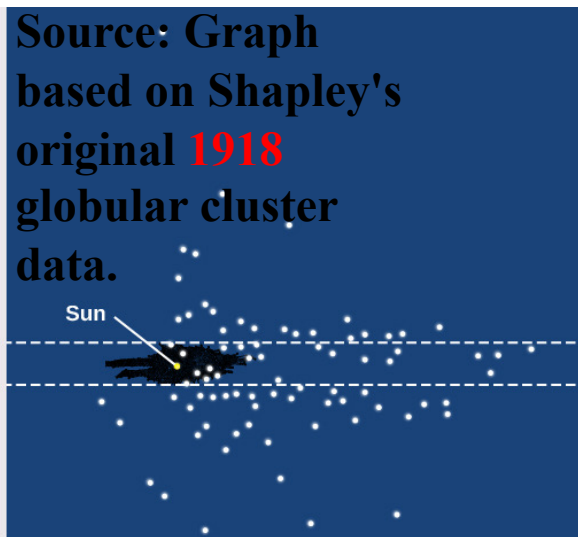 Source: Graph
based on Shapley's
original 1918
globular cluster
data.
Sun